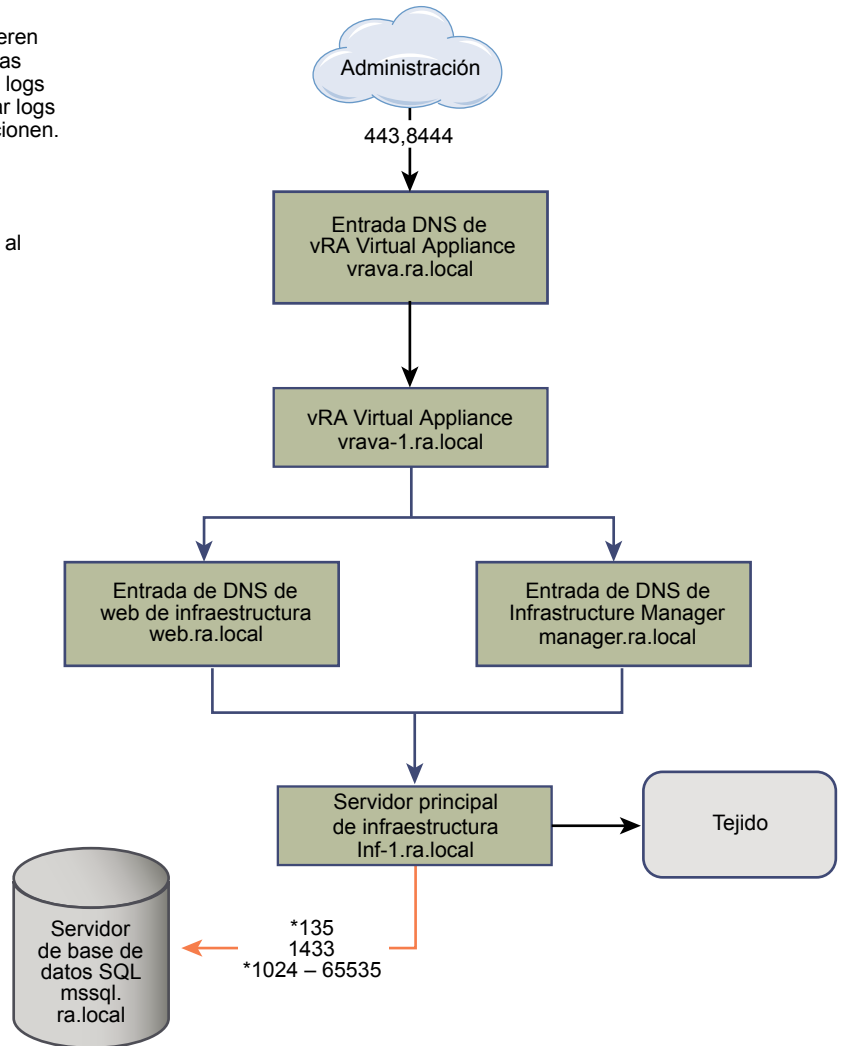 eren
as
logs
ar logs
cionen.
al
Administración
443,8444
Entrada DNS de
vRA Virtual Appliance
vrava.ra.local
vRA Virtual Appliance
vrava-1.ra.local
Entrada de DNS de
web de infraestructura
web.ra.local
Entrada de DNS de
Infrastructure Manager
manager.ra.local
Servidor principal
de infraestructura
Inf-1.ra.local
Tejido
*135
1433
*1024 – 65535
Servidor
de base de
datos SQL
mssql.
ra.local